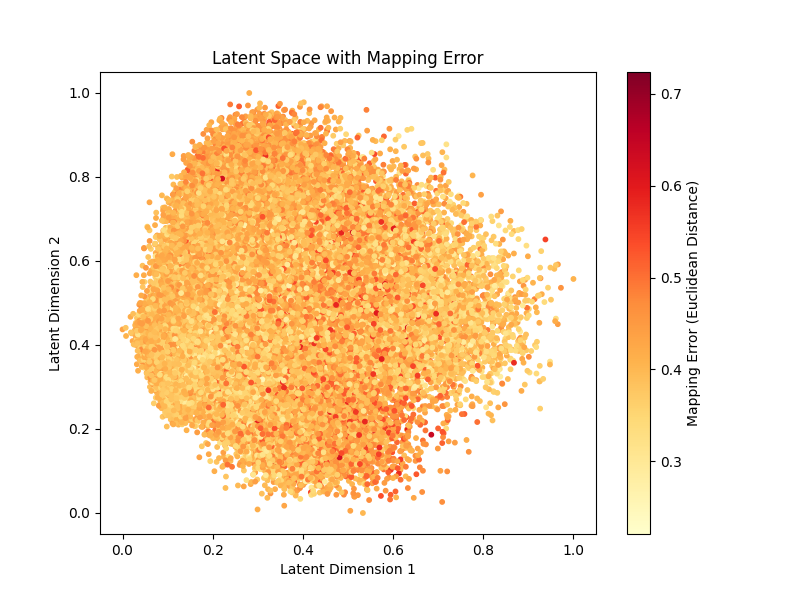 Latent Space with Mapping Error
1.0
0.8
0.6
0.4
0.2
0.0
Latent Dimension 2
0.0 0.2 0.4 0.6 0.8 1.0
Latent Dimension 1
0.7
0.6
0.5
0.4
0.3
Mapping Error (Euclidean Distance)